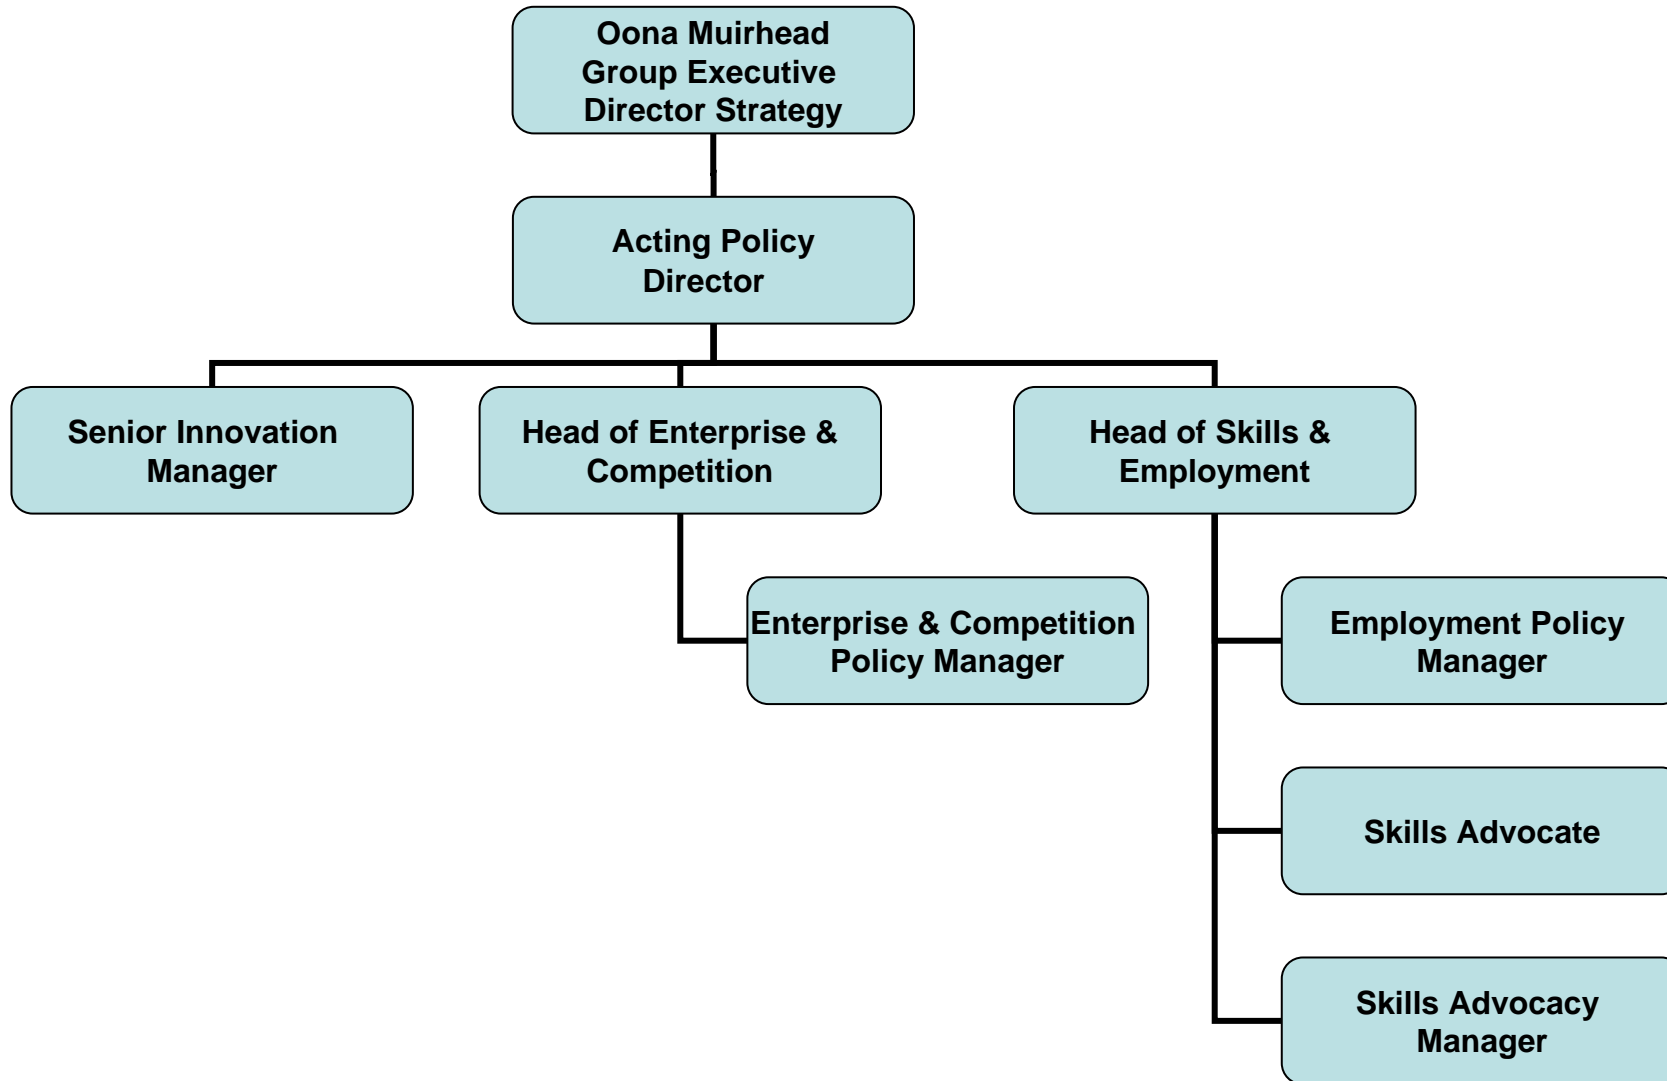 Oona Muirhead
Group Executive
Director Strategy
Acting Policy
Director
Senior Innovation
Manager
Head of Enterprise &
Competition
Head of Skills &
Employment
Enterprise & Competition
Policy Manager
Employment Policy
Manager
Skills Advocate
Skills Advocacy
Manager